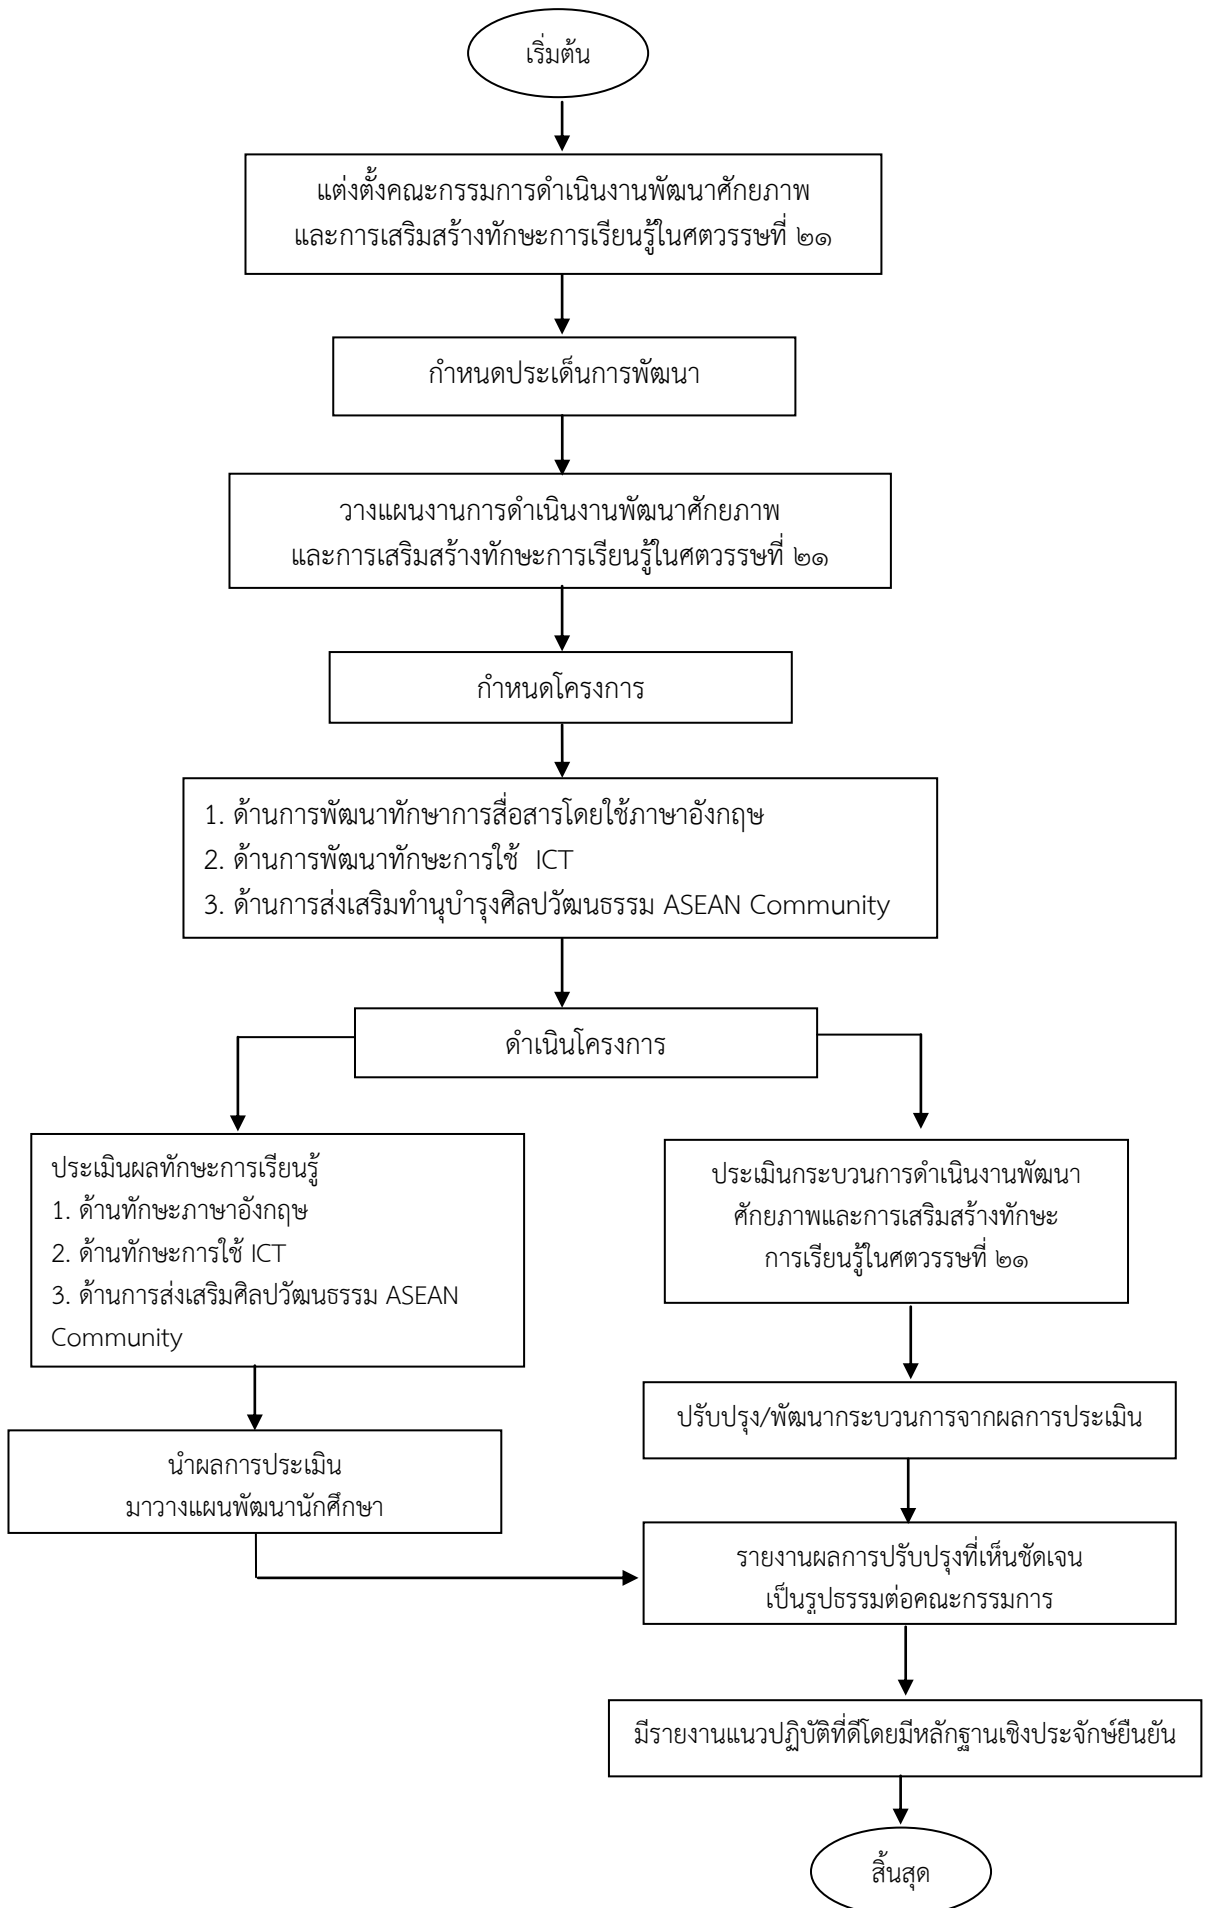 เริ่มต้น
แต่งตั้งคณะกรรมการดำเนินงานพัฒนาศักยภาพ
และการเสริมสร้างทักษะการเรียนรู้ในศตวรรษที่ ๒๑
กำหนดประเด็นการพัฒนา
วางแผนงานการดำเนินงานพัฒนาศักยภาพ
และการเสริมสร้างทักษะการเรียนรู้ในศตวรรษที่ ๒๑
กำหนดโครงการ
1. ด้านการพัฒนาทักษาการสื่อสารโดยใช้ภาษาอังกฤษ
2. ด้านการพัฒนาทักษะการใช้ ICT
3. ด้านการส่งเสริมทำนุบำรุงศิลปวัฒนธรรม ASEAN Community
ดำเนินโครงการ
ประเมินผลทักษะการเรียนรู้
1. ด้านทักษะภาษาอังกฤษ
2. ด้านทักษะการใช้ ICT
3. ด้านการส่งเสริมศิลปวัฒนธรรม ASEAN
Community
นำผลการประเมิน
มาวางแผนพัฒนานักศึกษา
ประเมินกระบวนการดำเนินงานพัฒนา
ศักยภาพและการเสริมสร้างทักษะ
การเรียนรู้ในศตวรรษที่ ๒๑
ปรับปรุง/พัฒนากระบวนการจากผลการประเมิน
รายงานผลการปรับปรุงที่เห็นชัดเจน
เป็นรูปธรรมต่อคณะกรรมการ
มีรายงานแนวปฏิบัติที่ดีโดยมีหลักฐานเชิงประจักษ์ยืนยัน
สิ้นสุด